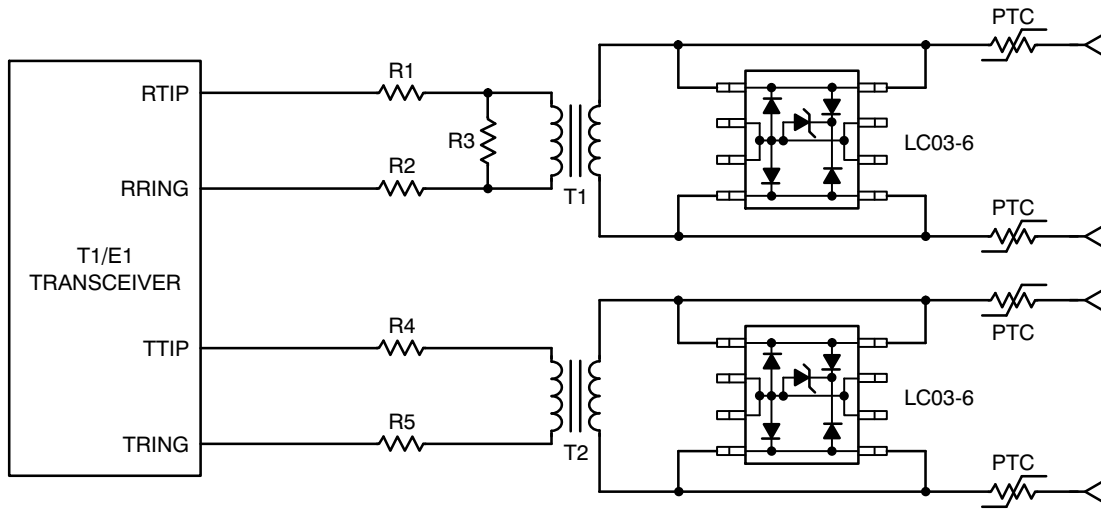 PTC
RTIP
R1
R3
LC03-6
RRING
R2
T1
PTC
T1/E1
TRANSCEIVER
TTIP
R4
PTC
LC03-6
TRING
R5
T2
PTC